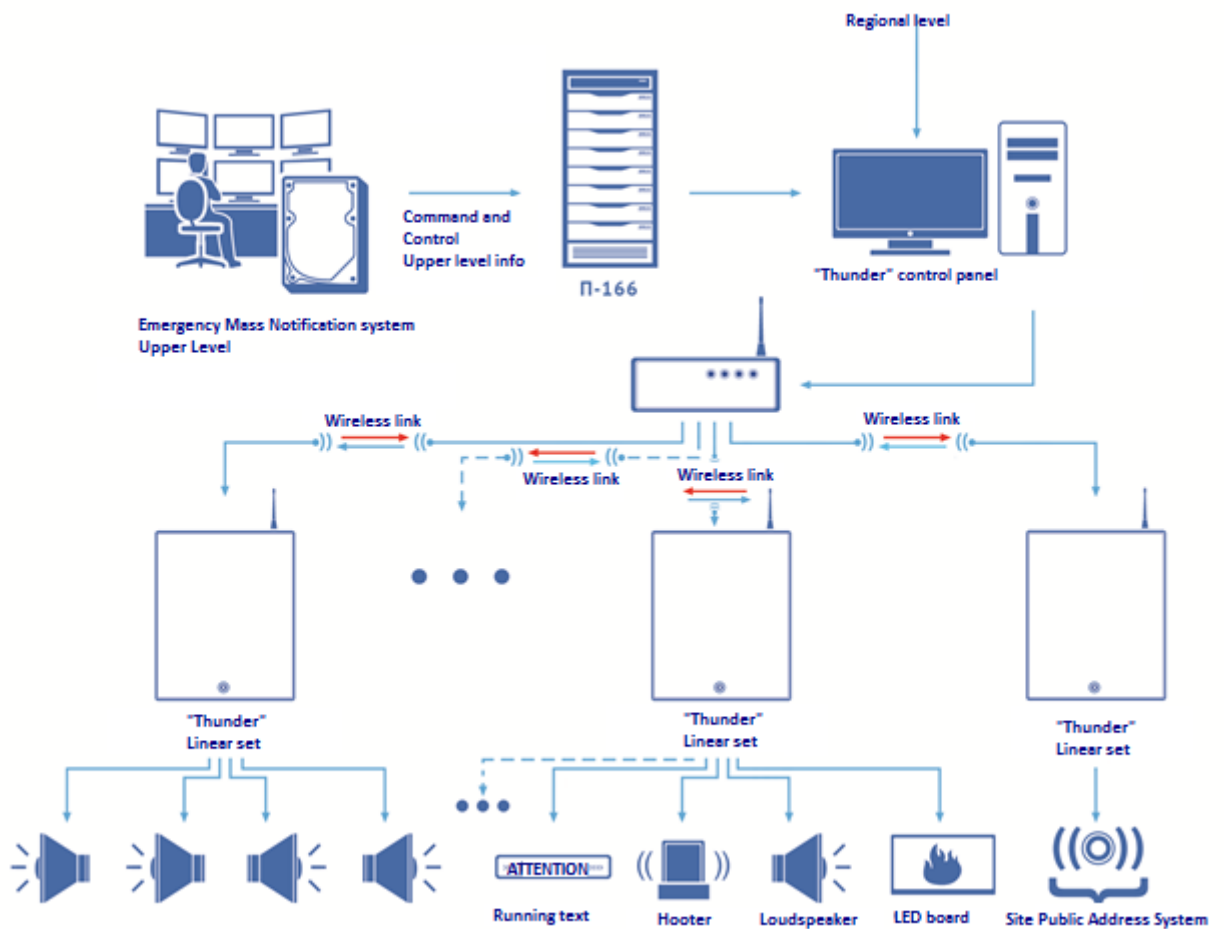 Regional level
Command and
Control
Upper level info
П-166
"Thunder" control panel
Emergency Mass Notification system
Upper Level
Wireless link
Wireless link
Wireless link
Wireless link
"Thunder"
Linear set
"Thunder"
Linear set
"Thunder"
Linear set
ATTENTION
Running text
Hooter
Loudspeaker
LED board
Site Public Address System